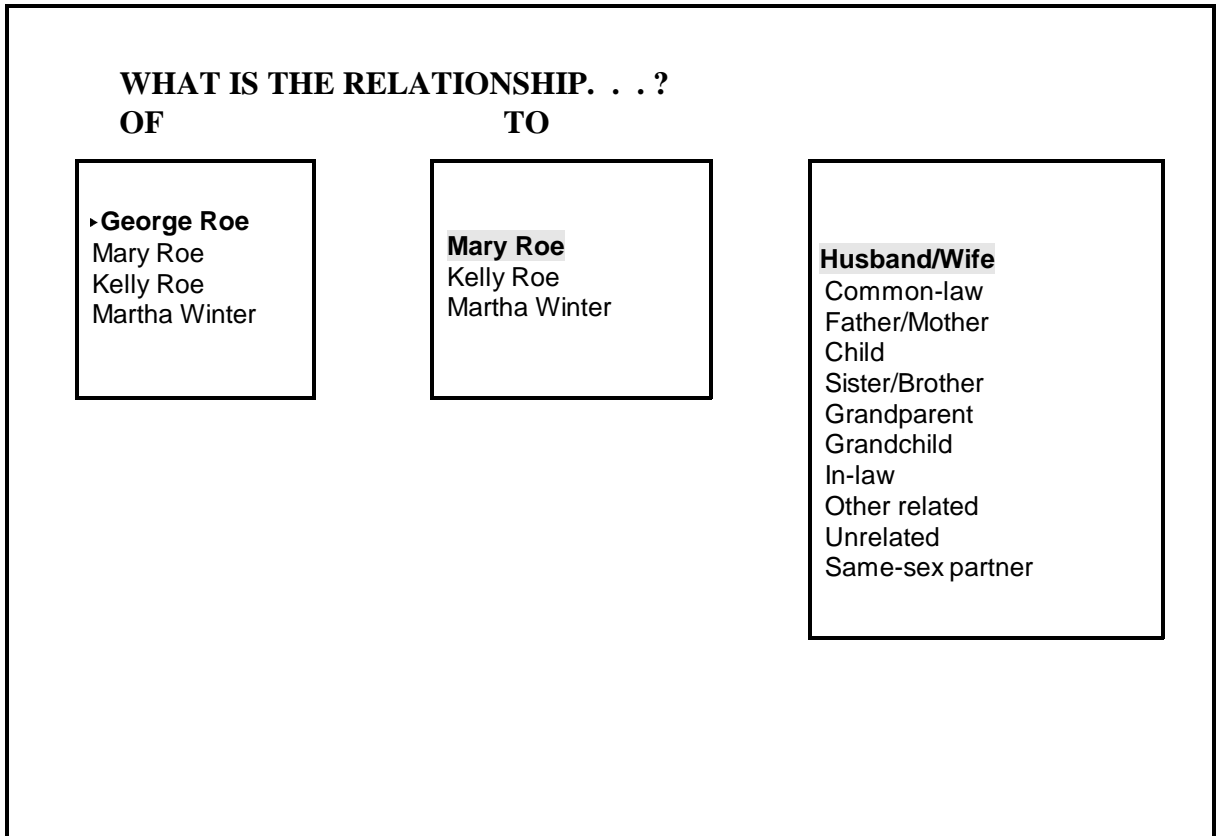 WHAT IS THE RELATIONSHIP. . . ?
OF TO
▸George Roe
Mary Roe
Kelly Roe
Martha Winter
Mary Roe
Kelly Roe
Martha Winter
Husband/Wife
Common-law
Father/Mother
Child
Sister/Brother
Grandparent
Grandchild
In-law
Other related
Unrelated
Same-sex partner